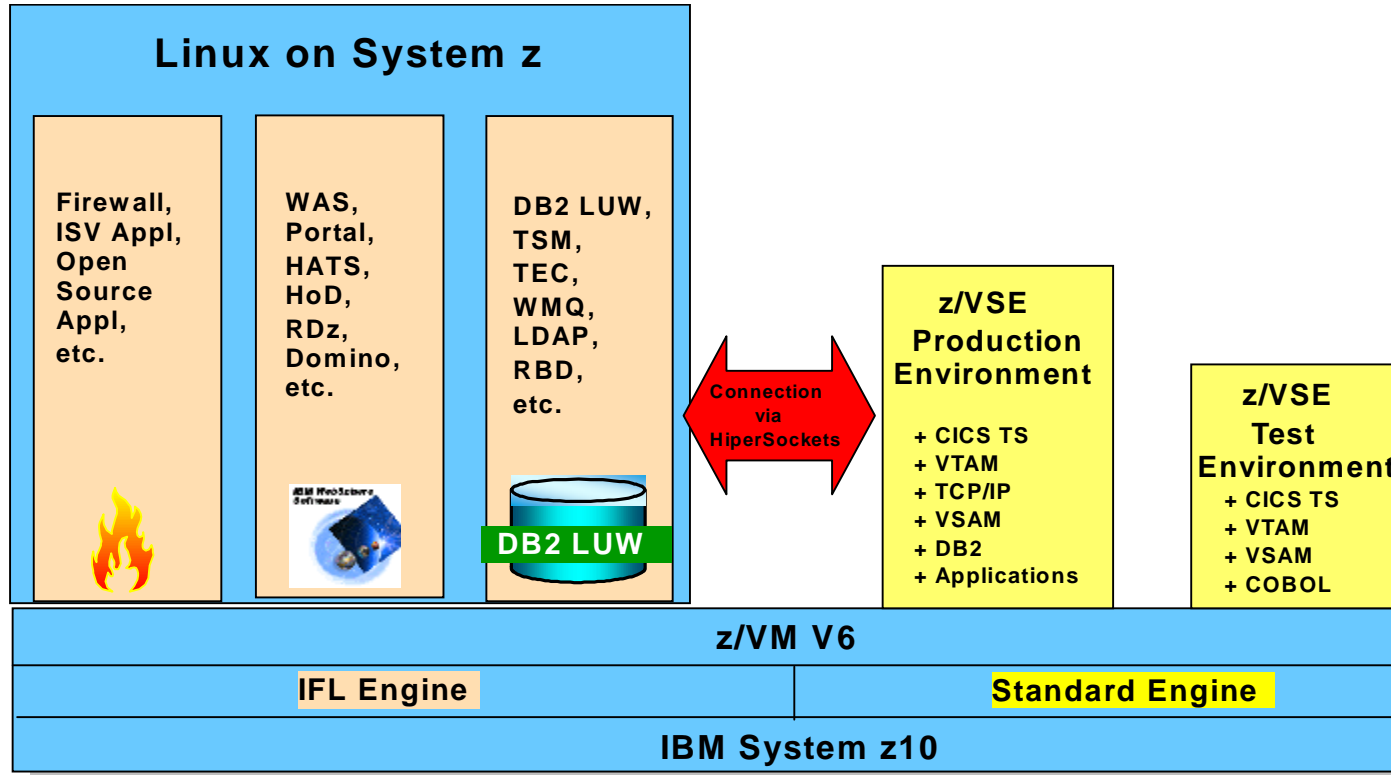 Linux on System z
Firewall,
ISV Appl,
Open
Source
Appl,
etc.
WAS,
Portal,
HATS,
HoD,
RDz,
Domino,
etc.
IBM WebSphere
Software
DB2 LUW,
TSM,
TEC,
WMQ,
LDAP,
RBD,
etc.
DB2 LUW
Connection
via
HiperSockets
z/VSE
Production
Environment
+ CICS TS
+ VTAM
+ TCP/IP
+ VSAM
+ DB2
+ Applications
z/VSE
Test
Environment
+ CICS TS
+ VTAM
+ VSAM
+ COBOL
z/VM V6
IFL Engine
Standard Engine
IBM System z10